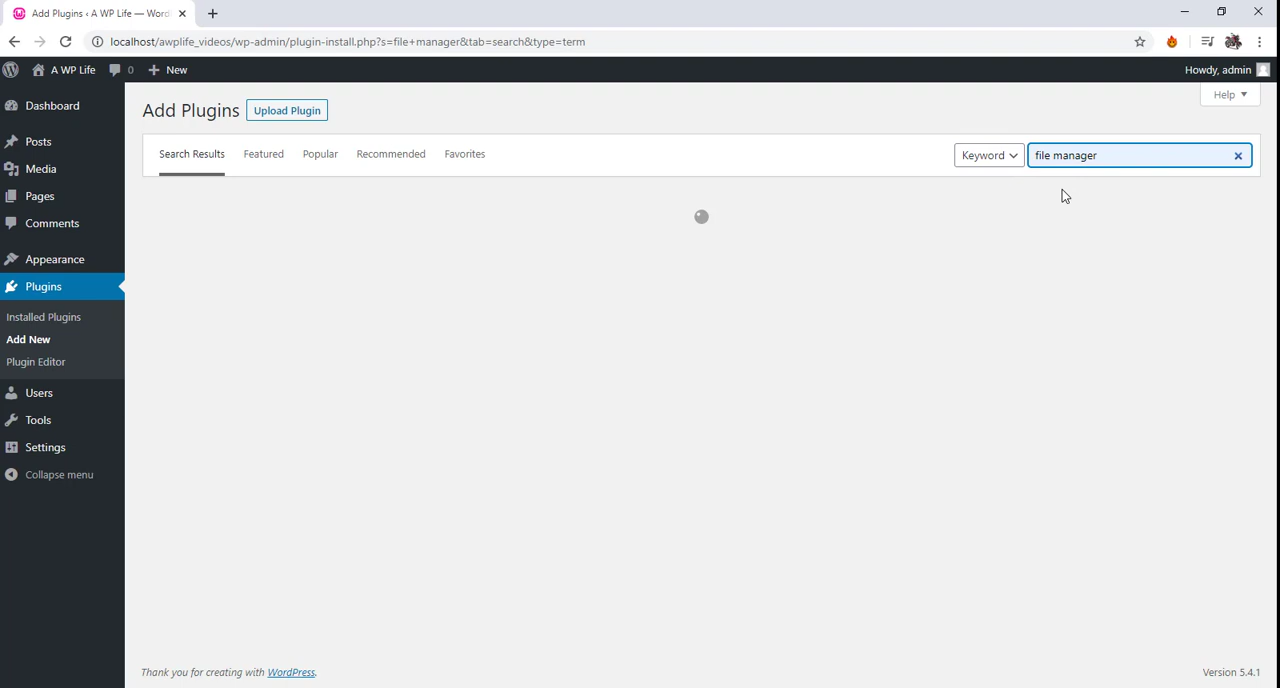 Add Plugins ‹ A WP Life — Word
localhost/awplife_videos/wp-admin/plugin-install.php?s=file+manager&tab=search&type=term
A WP Life 0 New Howdy, admin
Help
Dashboard
Posts
Media
Pages
Comments
Appearance
Plugins
Installed Plugins
Add New
Plugin Editor
Users
Tools
Settings
Collapse menu
Add Plugins Upload Plugin
Search Results Featured Popular Recommended Favorites Keyword file manager
Thank you for creating with WordPress. Version 5.4.1